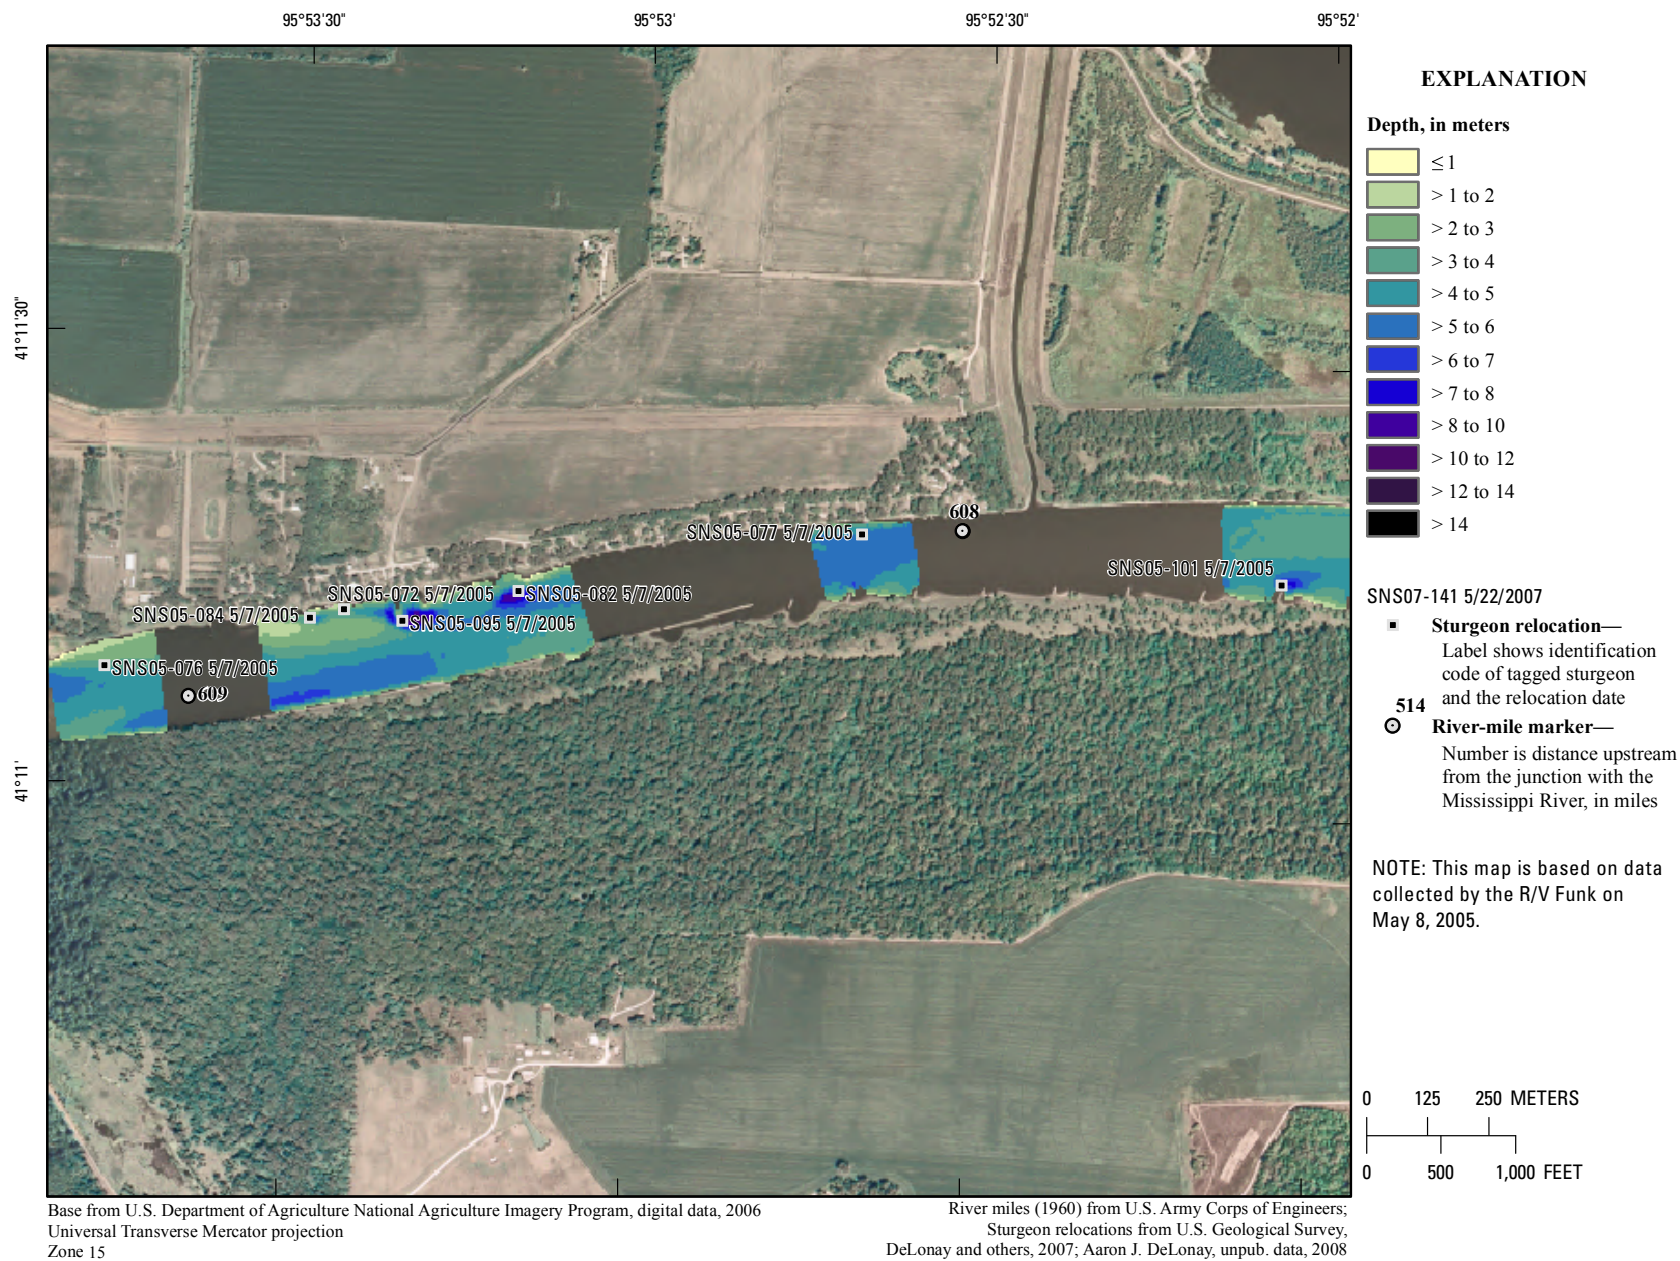 95°53'30"
95°53'
95°52'30"
95°52'
41°11'30"
41°11'
SNS05-077 5/7/2005
608
SNS05-101 5/7/2005
SNS05-072 5/7/2005
SNS05-082 5/7/2005
SNS05-084 5/7/2005
SNS05-095 5/7/2005
SNS05-076 5/7/2005
609
EXPLANATION
Depth, in meters
≤ 1
> 1 to 2
> 2 to 3
> 3 to 4
> 4 to 5
> 5 to 6
> 6 to 7
> 7 to 8
> 8 to 10
> 10 to 12
> 12 to 14
> 14
SNS07-141 5/22/2007
Sturgeon relocation—
Label shows identification
code of tagged sturgeon
and the relocation date
514
River-mile marker—
Number is distance upstream
from the junction with the
Mississippi River, in miles
NOTE: This map is based on data
collected by the R/V Funk on
May 8, 2005.
0 125 250 METERS
0 500 1,000 FEET
Base from U.S. Department of Agriculture National Agriculture Imagery Program, digital data, 2006
Universal Transverse Mercator projection
Zone 15
River miles (1960) from U.S. Army Corps of Engineers;
Sturgeon relocations from U.S. Geological Survey,
DeLonay and others, 2007; Aaron J. DeLonay, unpub. data, 2008